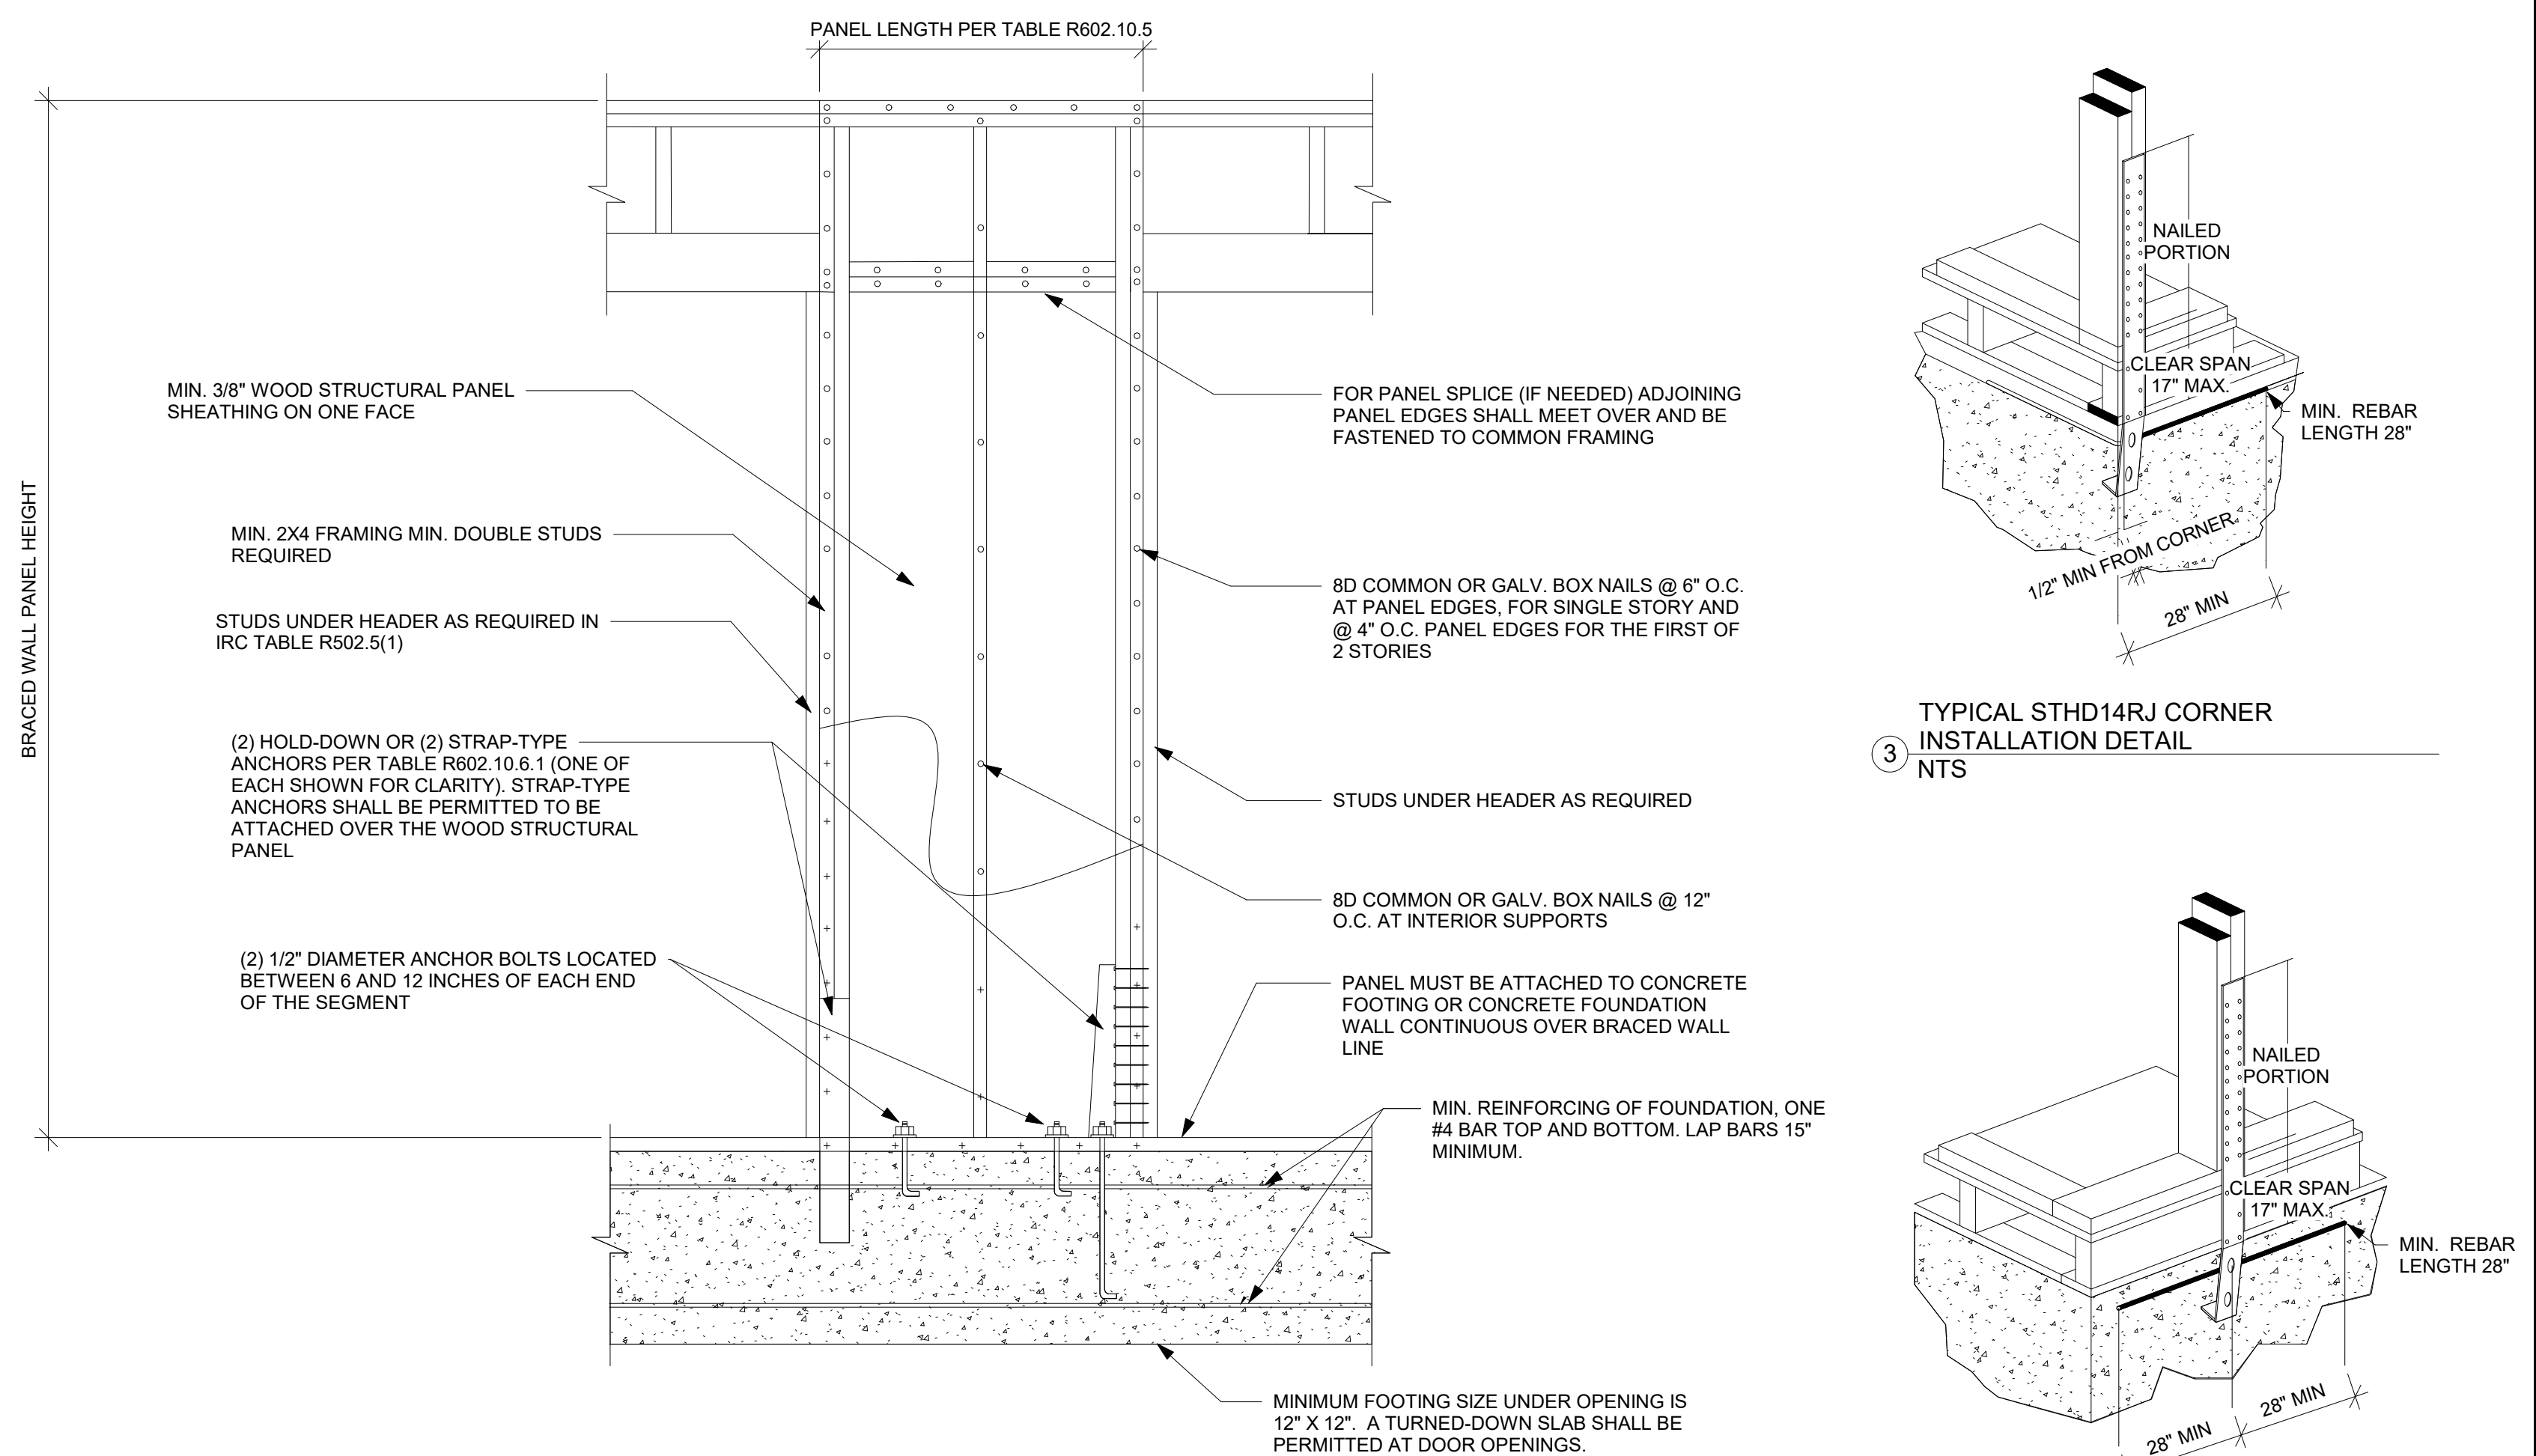 PANEL LENGTH PER TABLE R602.10.5
BRACED WALL PANEL HEIGHT
MIN. 3/8" WOOD STRUCTURAL PANEL
SHEATHING ON ONE FACE
MIN. 2X4 FRAMING MIN. DOUBLE STUDS
REQUIRED
STUDS UNDER HEADER AS REQUIRED IN
IRC TABLE R502.5(1)
(2) HOLD-DOWN OR (2) STRAP-TYPE
ANCHORS PER TABLE R602.10.6.1 (ONE OF
EACH SHOWN FOR CLARITY). STRAP-TYPE
ANCHORS SHALL BE PERMITTED TO BE
ATTACHED OVER THE WOOD STRUCTURAL
PANEL
(2) 1/2" DIAMETER ANCHOR BOLTS LOCATED
BETWEEN 6 AND 12 INCHES OF EACH END
OF THE SEGMENT
FOR PANEL SPLICE (IF NEEDED) ADJOINING
PANEL EDGES SHALL MEET OVER AND BE
FASTENED TO COMMON FRAMING
8D COMMON OR GALV. BOX NAILS @ 6" O.C.
AT PANEL EDGES, FOR SINGLE STORY AND
@ 4" O.C. PANEL EDGES FOR THE FIRST OF
2 STORIES
STUDS UNDER HEADER AS REQUIRED
8D COMMON OR GALV. BOX NAILS @ 12"
O.C. AT INTERIOR SUPPORTS
PANEL MUST BE ATTACHED TO CONCRETE
FOOTING OR CONCRETE FOUNDATION
WALL CONTINUOUS OVER BRACED WALL
LINE
MIN. REINFORCING OF FOUNDATION, ONE
#4 BAR TOP AND BOTTOM. LAP BARS 15"
MINIMUM.
MINIMUM FOOTING SIZE UNDER OPENING IS
12" X 12". A TURNED-DOWN SLAB SHALL BE
PERMITTED AT DOOR OPENINGS.
NAILED
PORTION
CLEAR SPAN
17" MAX.
MIN. REBAR
LENGTH 28"
1/2" MIN FROM CORNER
28" MIN
3
TYPICAL STHD14RJ CORNER
INSTALLATION DETAIL
NTS
NAILED
PORTION
CLEAR SPAN
17" MAX.
MIN. REBAR
LENGTH 28"
28" MIN
28" MIN